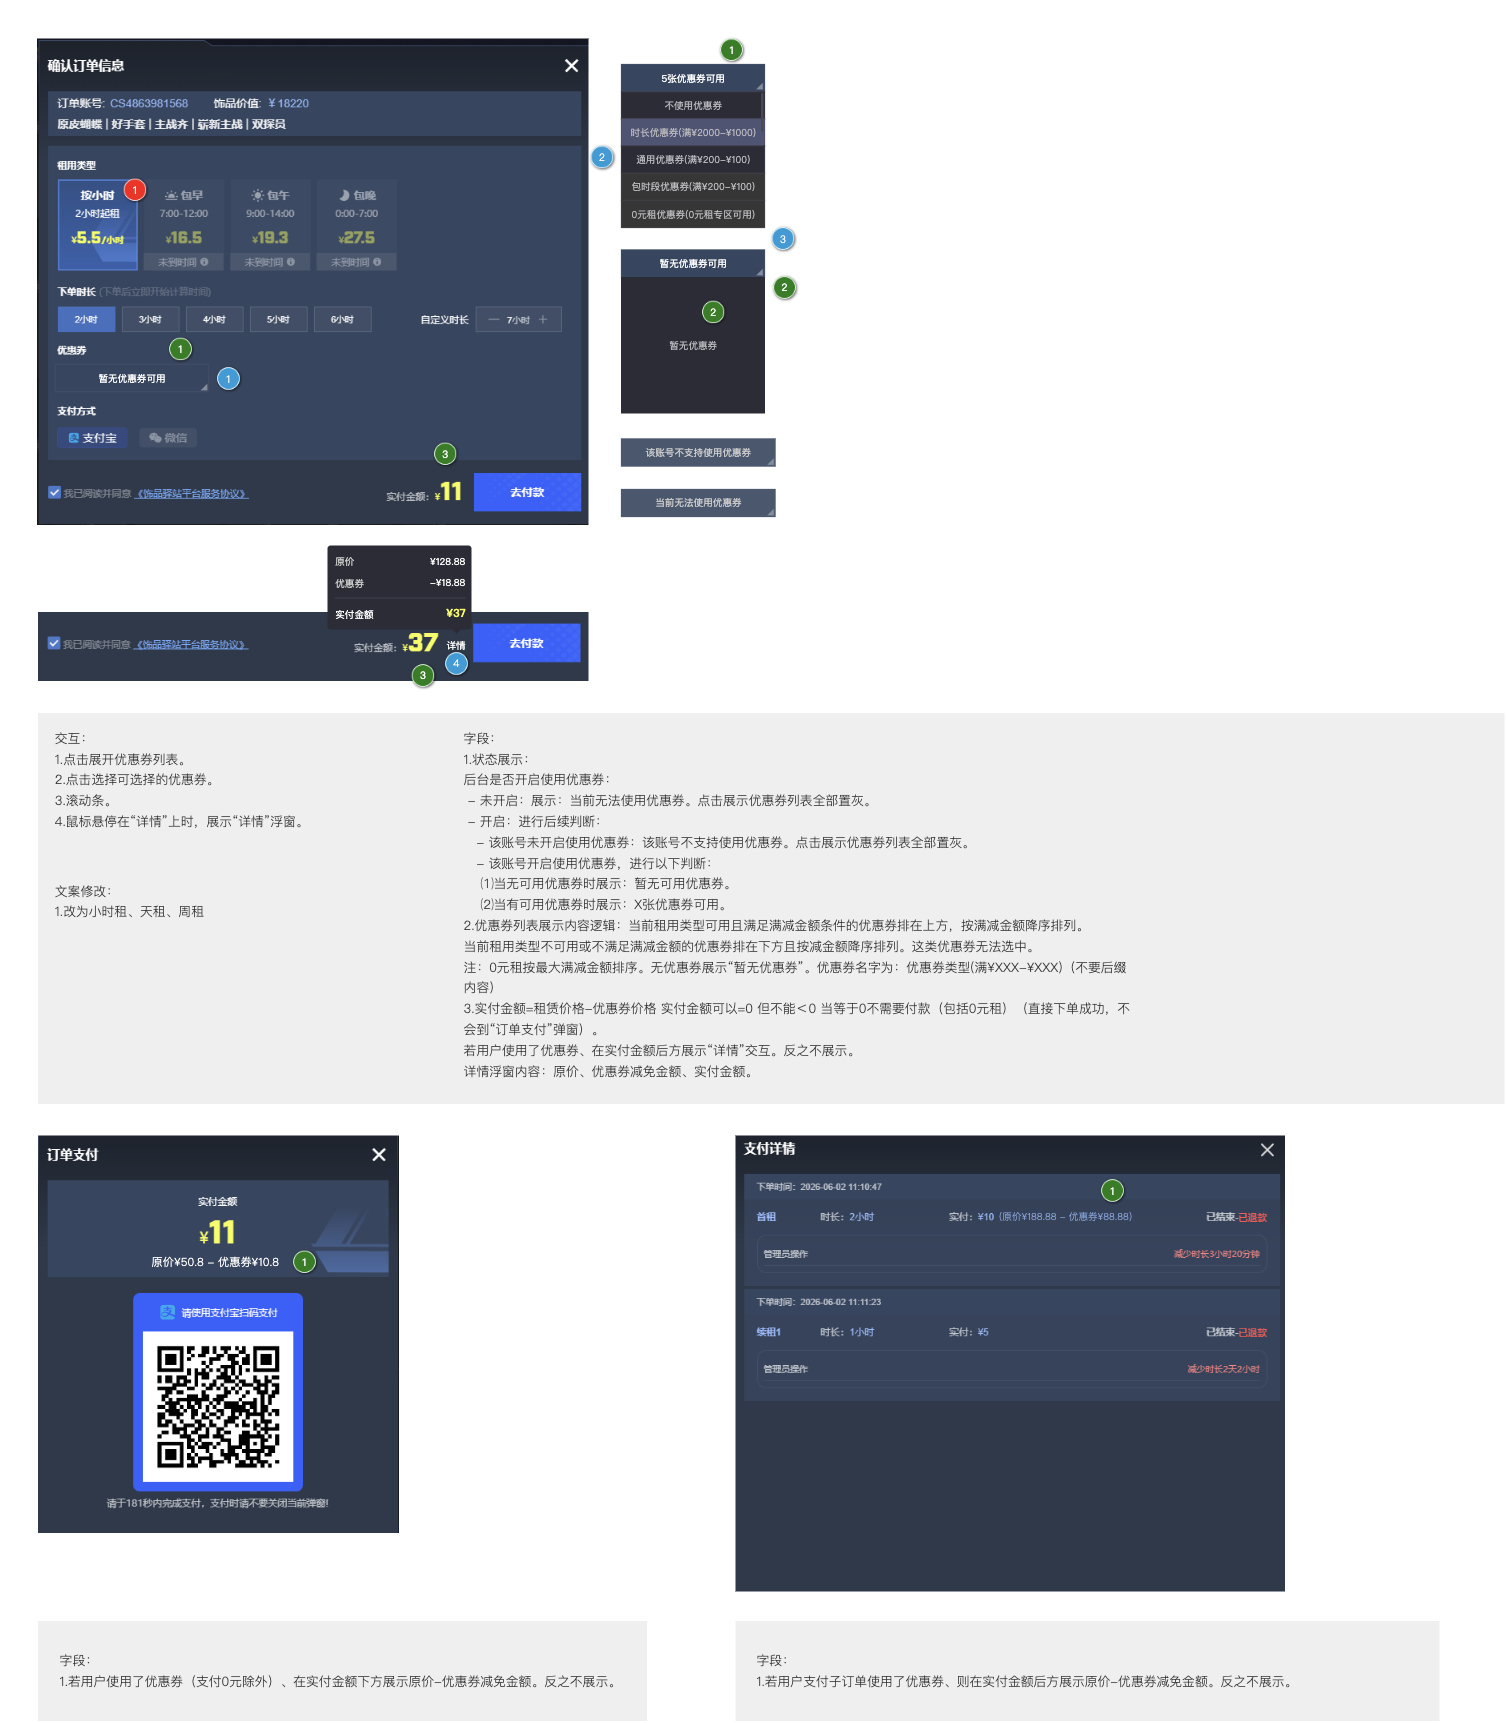 确认订单信息
订单账号: CS4863981568 饰品价值: ¥18220
原皮蝴蝶 | 好手套 | 主战齐 | 崭新主战 | 双探员
租用类型
按小时
2小时起租
¥5.5/小时
1
包早
7:00-12:00
¥16.5
未到时间
包午
9:00-14:00
¥19.3
未到时间
包晚
0:00-7:00
¥27.5
未到时间
下单时长 (下单后立即开始计算时间)
2小时 3小时 4小时 5小时 6小时 自定义时长 — 7小时 +
优惠券 1
暂无优惠券可用 1
支付方式
支付宝 微信
3
我已阅读并同意《饰品驿站平台服务协议》 实付金额: ¥11 去付款
1
5张优惠券可用
不使用优惠券
时长优惠券(满¥2000-¥1000)
2
通用优惠券(满¥200-¥100)
包时段优惠券(满¥200-¥100)
0元租优惠券(0元租专区可用)
3
暂无优惠券可用
2
2
暂无优惠券
该账号不支持使用优惠券
当前无法使用优惠券
原价 ¥128.88
优惠券 -¥18.88
实付金额 ¥37
我已阅读并同意《饰品驿站平台服务协议》 实付金额: ¥37 详情 去付款
4
3
交互：
1.点击展开优惠券列表。
2.点击选择可选择的优惠券。
3.滚动条。
4.鼠标悬停在“详情”上时，展示“详情”浮窗。
文案修改：
1.改为小时租、天租、周租
字段：
1.状态展示：
后台是否开启使用优惠券：
– 未开启：展示：当前无法使用优惠券。点击展示优惠券列表全部置灰。
– 开启：进行后续判断：
– 该账号未开启使用优惠券：该账号不支持使用优惠券。点击展示优惠券列表全部置灰。
– 该账号开启使用优惠券，进行以下判断：
(1)当无可用优惠券时展示：暂无可用优惠券。
(2)当有可用优惠券时展示：X张优惠券可用。
2.优惠券列表展示内容逻辑：当前租用类型可用且满足满减金额条件的优惠券排在上方，按满减金额降序排列。
当前租用类型不可用或不满足满减金额的优惠券排在下方且按减金额降序排列。这类优惠券无法选中。
注：0元租按最大满减金额排序。无优惠券展示“暂无优惠券”。优惠券名字为：优惠券类型(满¥XXX-¥XXX)（不要后缀
内容）
3.实付金额=租赁价格-优惠券价格 实付金额可以=0 但不能＜0 当等于0不需要付款（包括0元租）（直接下单成功，不
会到“订单支付”弹窗）。
若用户使用了优惠券、在实付金额后方展示“详情”交互。反之不展示。
详情浮窗内容：原价、优惠券减免金额、实付金额。
订单支付
实付金额
¥11
原价¥50.8 - 优惠券¥10.8 1
请使用支付宝扫码支付
请于181秒内完成支付，支付时请不要关闭当前弹窗!
支付详情
下单时间：2026-06-02 11:10:47 1
首租 时长：2小时 实付：¥10 (原价¥188.88 - 优惠券¥88.88) 已结束-已退款
管理员操作 减少时长3小时20分钟
下单时间：2026-06-02 11:11:23
续租1 时长：1小时 实付：¥5 已结束-已退款
管理员操作 减少时长2天2小时
字段：
1.若用户使用了优惠券（支付0元除外）、在实付金额下方展示原价-优惠券减免金额。反之不展示。
字段：
1.若用户支付子订单使用了优惠券、则在实付金额后方展示原价-优惠券减免金额。反之不展示。